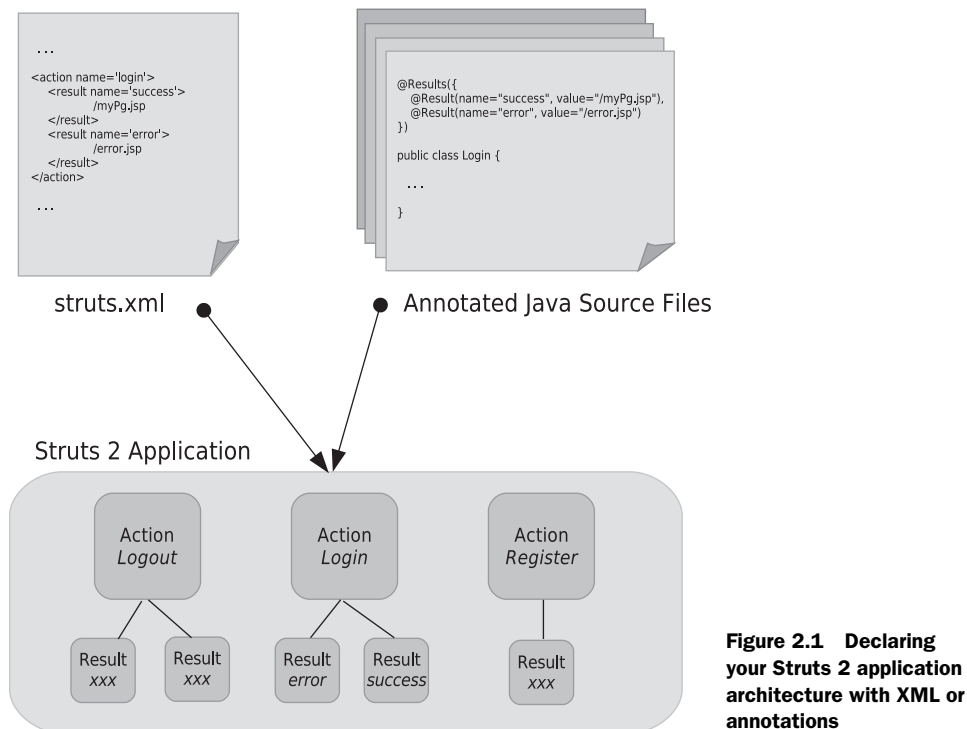 ...
<action name='login'>
<result name='success'>
/myPg.jsp
</result>
<result name='error'>
/error.jsp
</result>
</action>
...
@Results({
@Result(name="success", value="/myPg.jsp"),
@Result(name="error", value="/error.jsp")
})
public class Login {
...
}
struts.xml
Annotated Java Source Files
Struts 2 Application
Action
Logout
Action
Login
Action
Register
Result
xxx
Result
xxx
Result
error
Result
success
Result
xxx
Figure 2.1 Declaring
your Struts 2 application
architecture with XML or
annotations